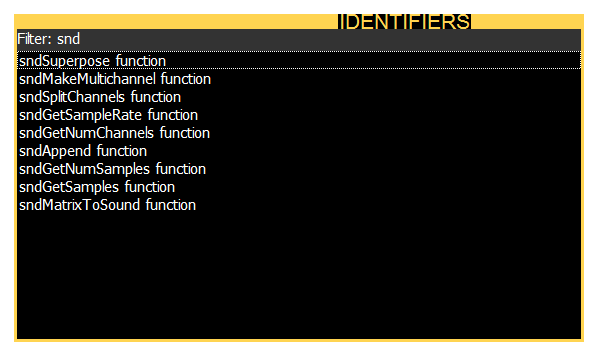 IDENTIFIERS
Filter: snd
sndSuperpose function
sndMakeMultichannel function
sndSplitChannels function
sndGetSampleRate function
sndGetNumChannels function
sndAppend function
sndGetNumSamples function
sndGetSamples function
sndMatrixToSound function